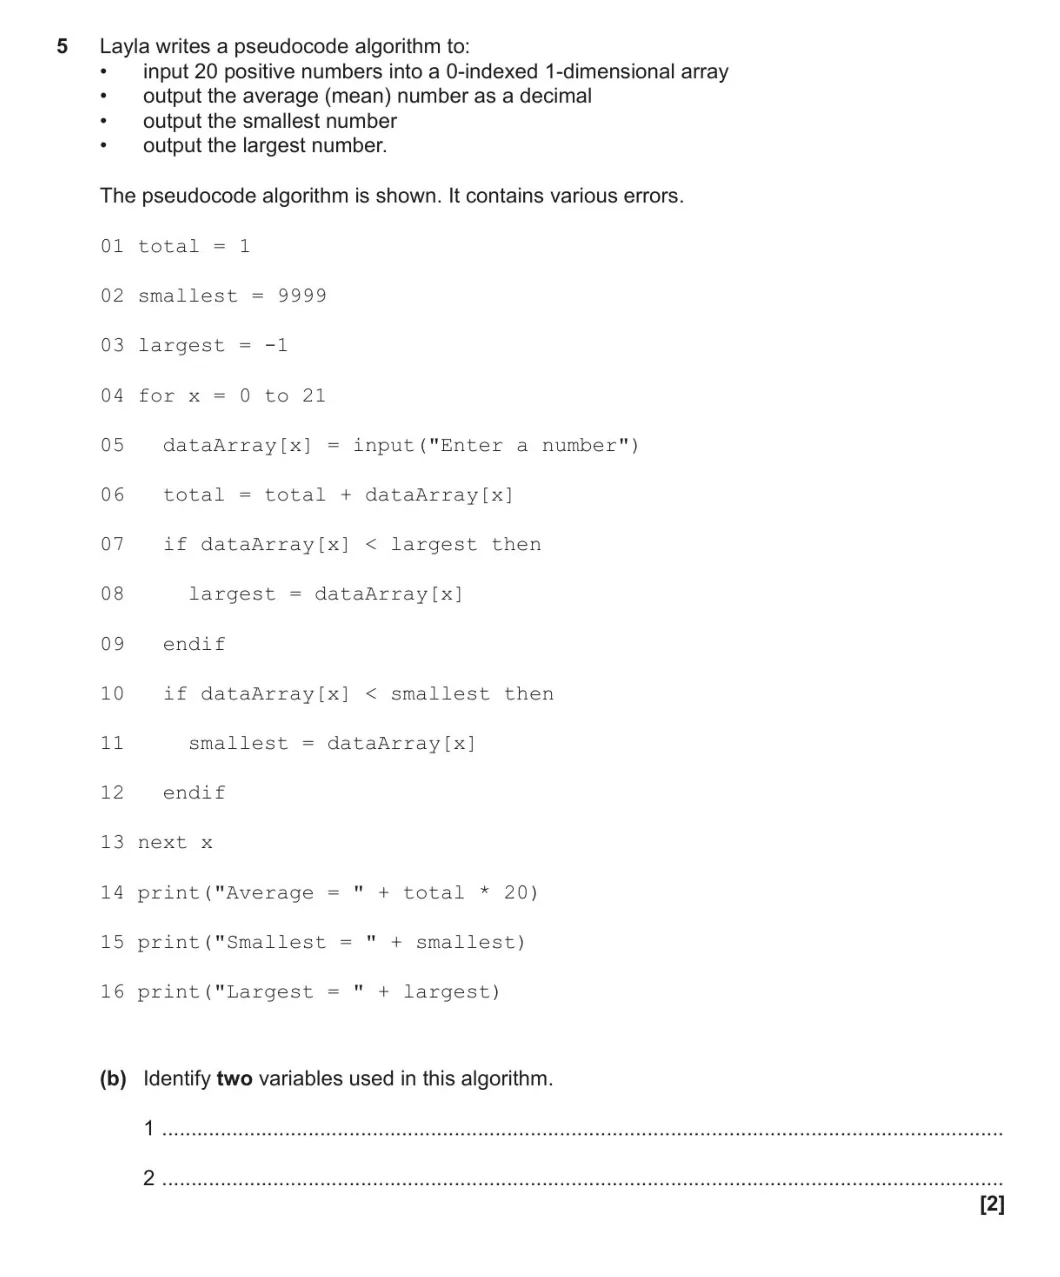 5 Layla writes a pseudocode algorithm to:
• input 20 positive numbers into a 0-indexed 1-dimensional array
• output the average (mean) number as a decimal
• output the smallest number
• output the largest number.
The pseudocode algorithm is shown. It contains various errors.
01 total = 1
02 smallest = 9999
03 largest = -1
04 for x = 0 to 21
05   dataArray[x] = input("Enter a number")
06   total = total + dataArray[x]
07   if dataArray[x] < largest then
08     largest = dataArray[x]
09   endif
10   if dataArray[x] < smallest then
11     smallest = dataArray[x]
12   endif
13 next x
14 print("Average = " + total * 20)
15 print("Smallest = " + smallest)
16 print("Largest = " + largest)
(b) Identify two variables used in this algorithm.
1 ....................................................................................................
2 ....................................................................................................
[2]